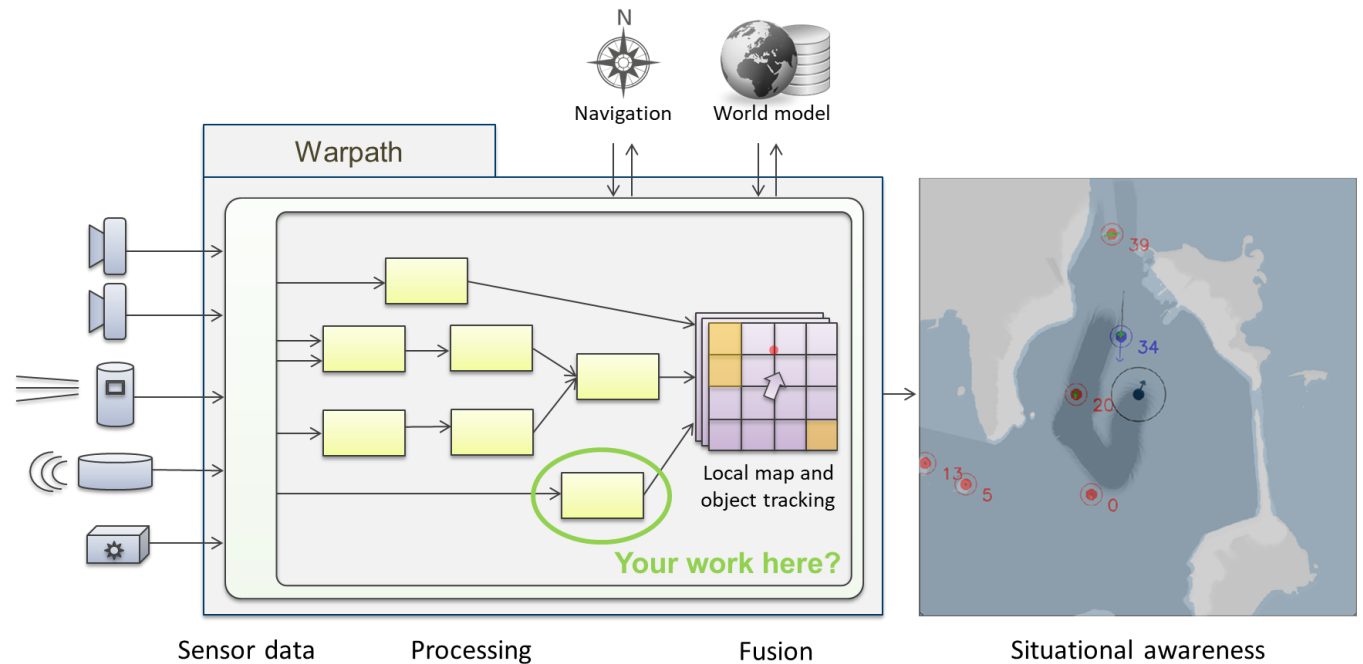 N
Navigation
World model
Warpath
39
34
20
13
5
0
Local map and
object tracking
Your work here?
Sensor data
Processing
Fusion
Situational awareness